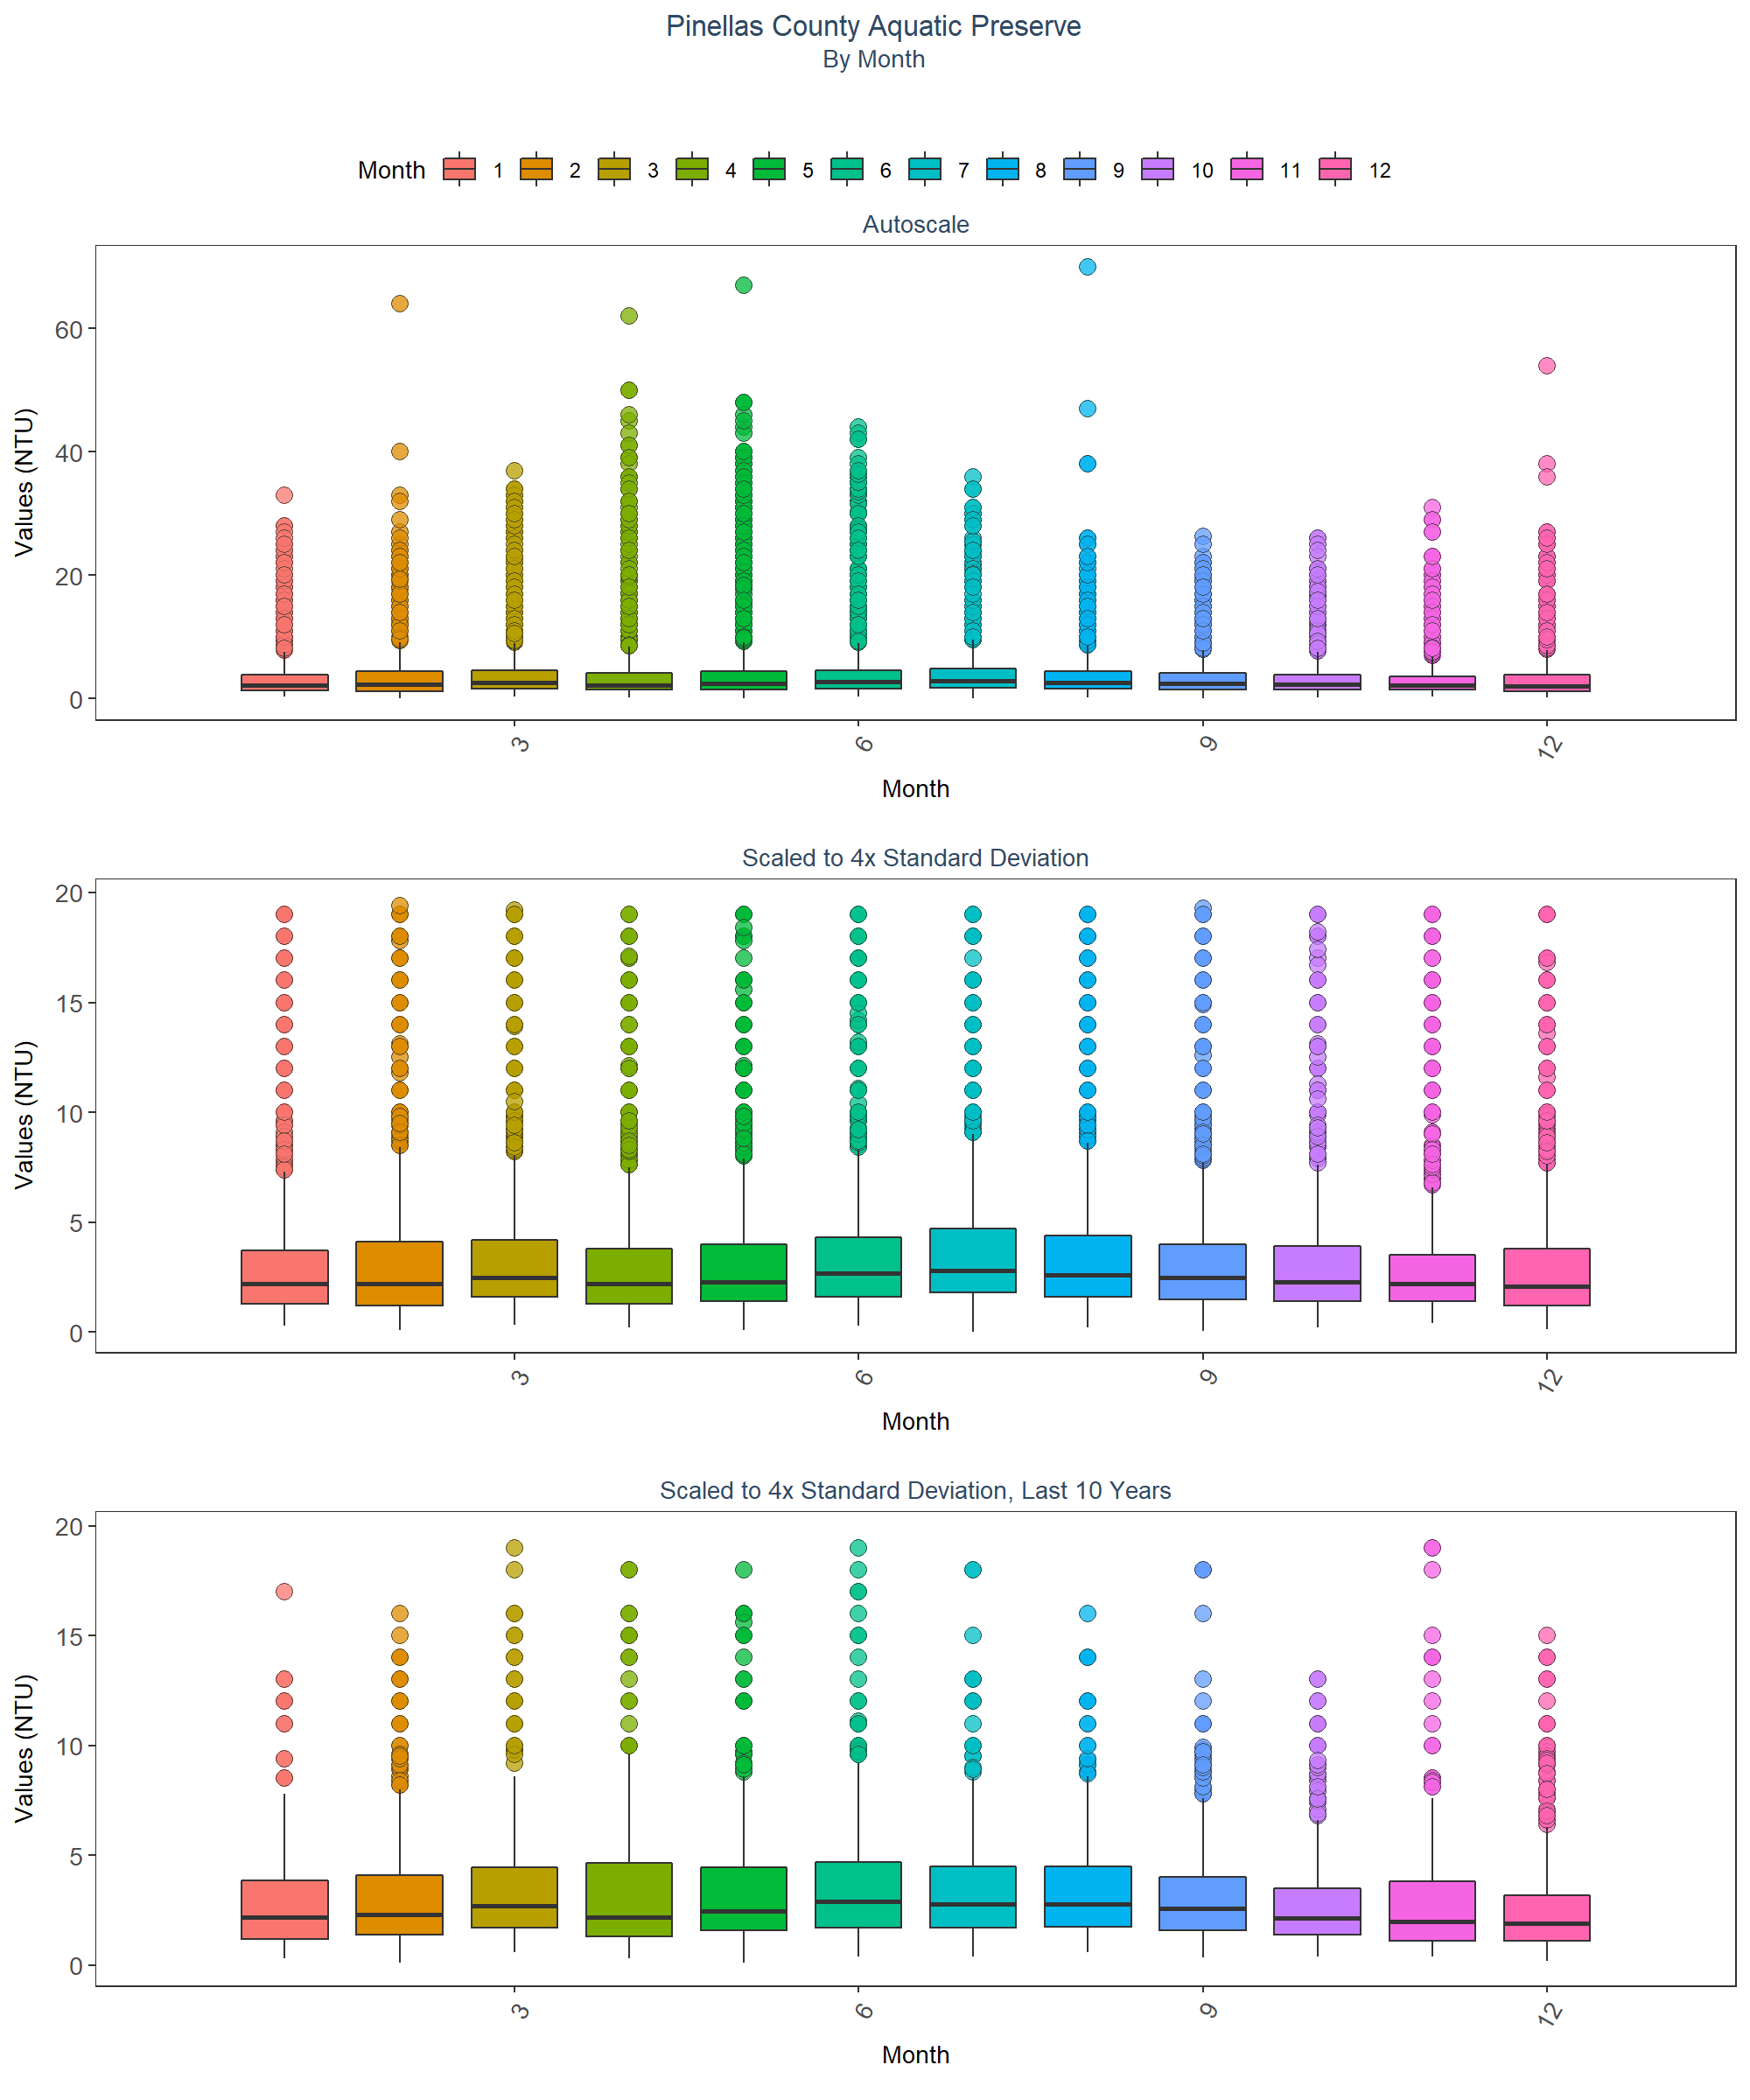 Pinellas County Aquatic Preserve
By Month
Month 1 2 3 4 5 6 7 8 9 10 11 12
Autoscale
Values (NTU)
60
40
20
0
3 6 9 12
Month
Scaled to 4x Standard Deviation
Values (NTU)
20
15
10
5
0
3 6 9 12
Month
Scaled to 4x Standard Deviation, Last 10 Years
Values (NTU)
20
15
10
5
0
3 6 9 12
Month